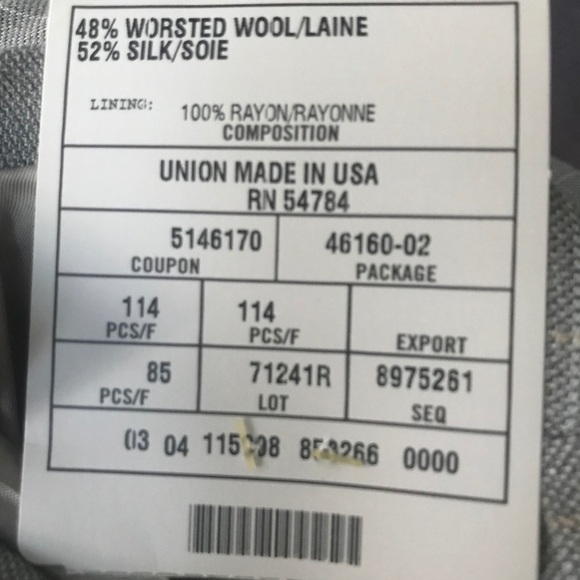 48% WORSTED WOOL/LAINE
52% SILK/SOIE
LINING: 100% RAYON/RAYONNE
COMPOSITION
UNION MADE IN USA
RN 54784
5146170 46160-02
COUPON PACKAGE
114 114
PCS/F PCS/F EXPORT
85 71241R 8975261
PCS/F LOT SEQ
03 04 0000